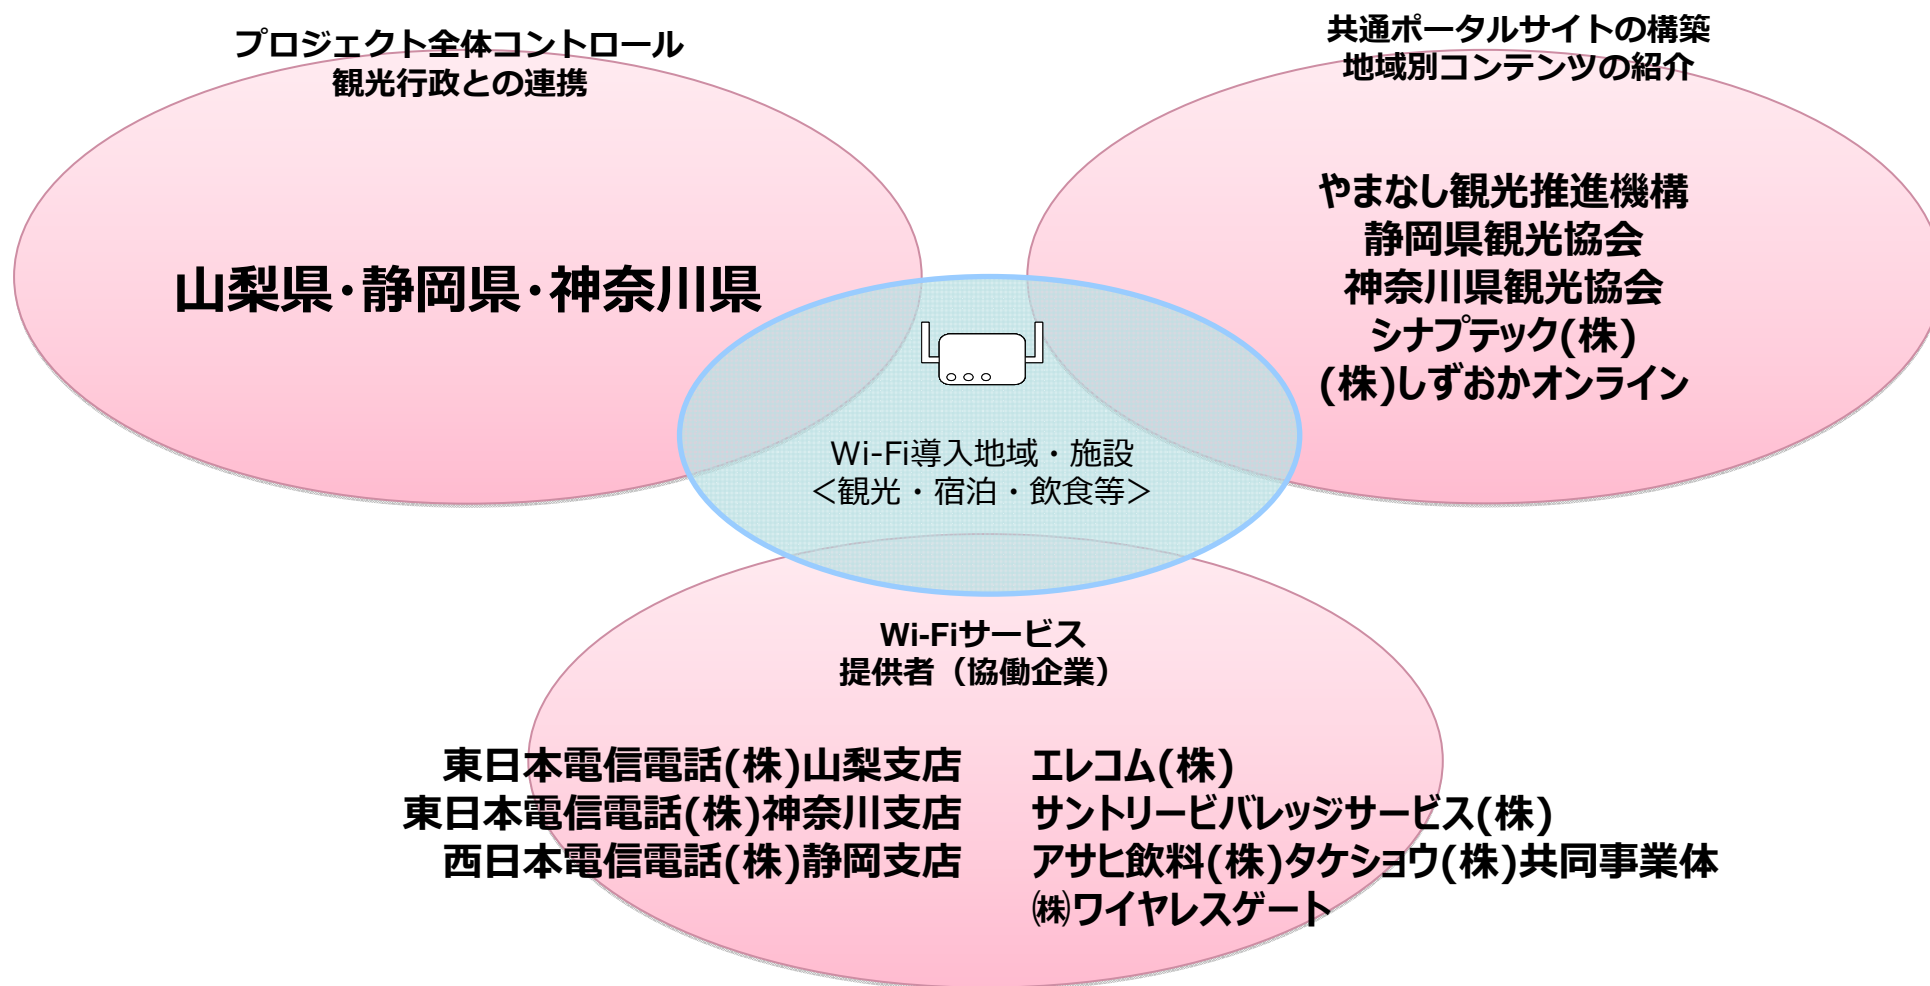 プロジェクト全体コントロール
観光行政との連携
山梨県・静岡県・神奈川県
共通ポータルサイトの構築
地域別コンテンツの紹介
やまなし観光推進機構
静岡県観光協会
神奈川県観光協会
シナプテック(株)
(株)しずおかオンライン
Wi-Fi導入地域・施設
＜観光・宿泊・飲食等＞
Wi-Fiサービス
提供者（協働企業）
東日本電信電話(株)山梨支店
東日本電信電話(株)神奈川支店
西日本電信電話(株)静岡支店
エレコム(株)
サントリービバレッジサービス(株)
アサヒ飲料(株)タケショウ(株)共同事業体
㈱ワイヤレスゲート